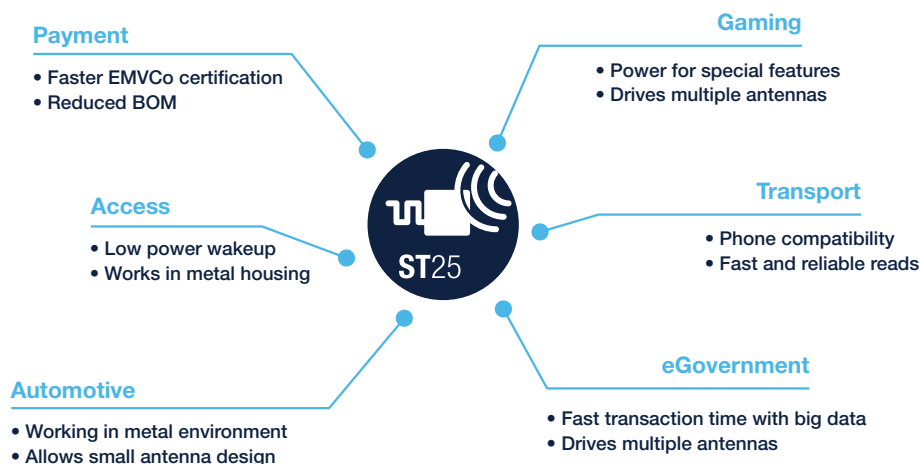 Payment
• Faster EMVCo certification
• Reduced BOM
Gaming
• Power for special features
• Drives multiple antennas
Access
• Low power wakeup
• Works in metal housing
ST25
Transport
• Phone compatibility
• Fast and reliable reads
Automotive
• Working in metal environment
• Allows small antenna design
eGovernment
• Fast transaction time with big data
• Drives multiple antennas